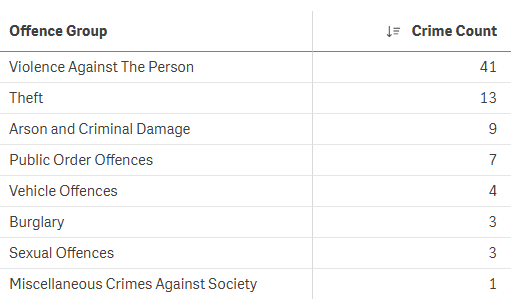 Offence Group Crime Count
Violence Against The Person 41
Theft 13
Arson and Criminal Damage 9
Public Order Offences 7
Vehicle Offences 4
Burglary 3
Sexual Offences 3
Miscellaneous Crimes Against Society 1